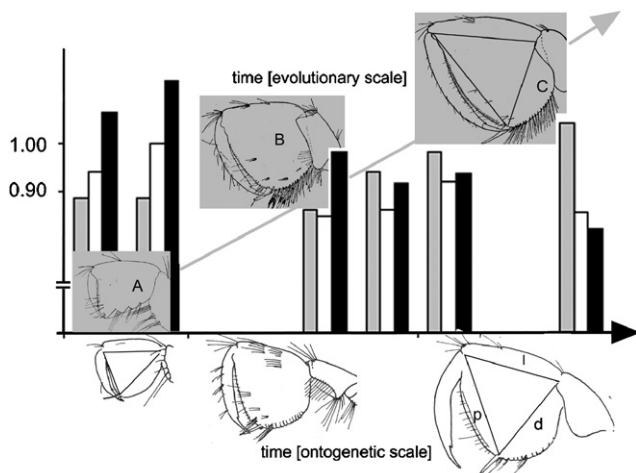 time [evolutionary scale]
C
B
1.00
0.90
A
l
p
d
time [ontogenetic scale]